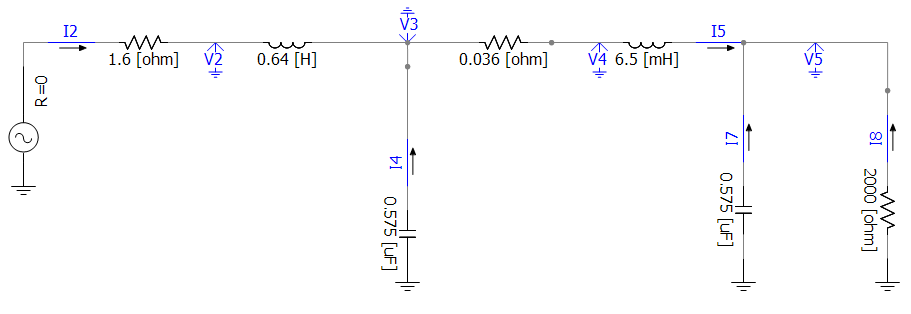 I2
V3
I5
1.6 [ohm]
V2
0.64 [H]
0.036 [ohm]
V4
6.5 [mH]
V5
R=0
I4
0.575 [uF]
I7
0.575 [uF]
I8
2000 [ohm]